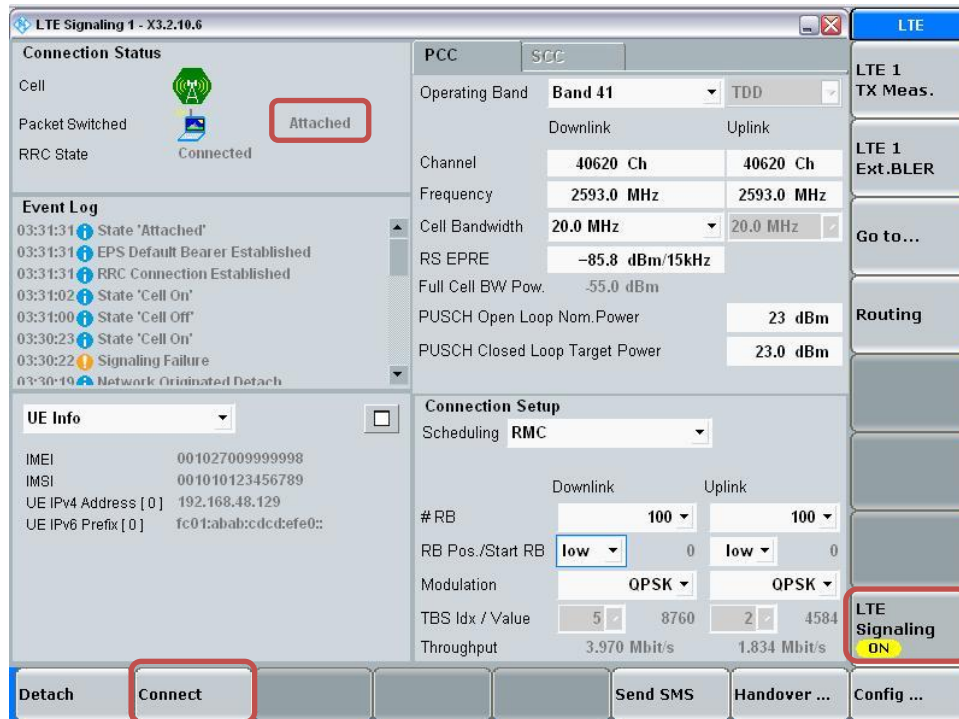 LTE Signaling 1 - X3.2.10.6
LTE
Connection Status
Cell
Packet Switched Attached
RRC State Connected
Event Log
03:31:31 State 'Attached'
03:31:31 EPS Default Bearer Established
03:31:31 RRC Connection Established
03:31:02 State 'Cell On'
03:31:00 State 'Cell Off'
03:30:23 State 'Cell On'
03:30:22 Signaling Failure
03:30:19 Network Originated Detach
UE Info
IMEI 001027009999998
IMSI 001010123456789
UE IPv4 Address [ 0 ] 192.168.48.129
UE IPv6 Prefix [ 0 ] fc01:abab:cdcd:efe0::
PCC SCC
Operating Band Band 41 TDD
Downlink Uplink
Channel 40620 Ch 40620 Ch
Frequency 2593.0 MHz 2593.0 MHz
Cell Bandwidth 20.0 MHz 20.0 MHz
RS EPRE −85.8 dBm/15kHz
Full Cell BW Pow. -55.0 dBm
PUSCH Open Loop Nom.Power 23 dBm
PUSCH Closed Loop Target Power 23.0 dBm
Connection Setup
Scheduling RMC
Downlink Uplink
# RB 100 100
RB Pos./Start RB low 0 low 0
Modulation QPSK QPSK
TBS Idx / Value 5 8760 2 4584
Throughput 3.970 Mbit/s 1.834 Mbit/s
LTE 1
TX Meas.
LTE 1
Ext.BLER
Go to...
Routing
LTE
Signaling
ON
Detach Connect Send SMS Handover ... Config ...